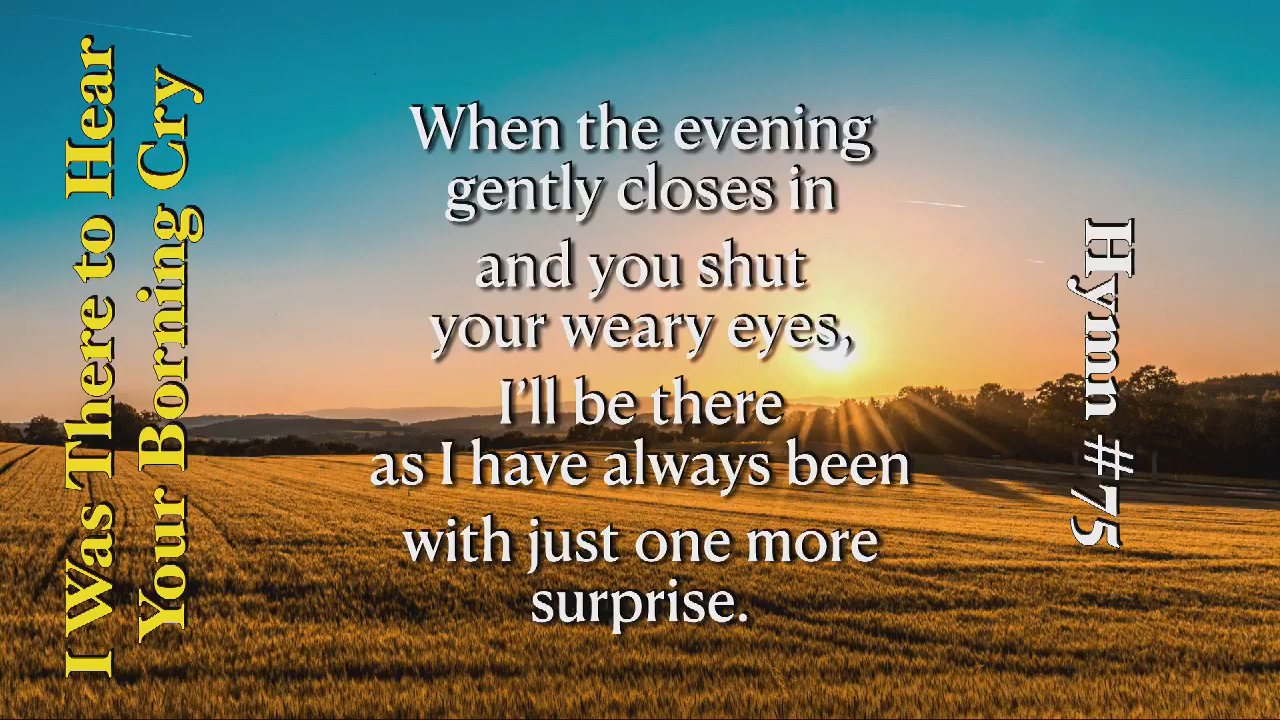 I Was There to Hear
Your Borning Cry
When the evening
gently closes in
and you shut
your weary eyes,
I'll be there
as I have always been
with just one more
surprise.
Hymn #75